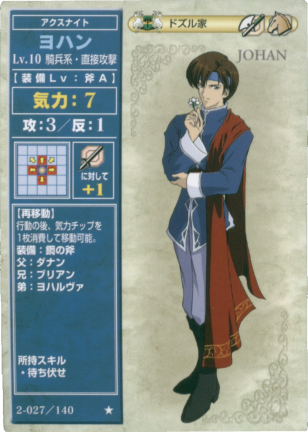 アクスナイト
ヨハン
Lv.10 騎兵系・直接攻撃
【装備Lv：斧A】
気力：7
攻：3／反：1
に対して
+1
【再移動】
行動の後、気力チップを
1枚消費して移動可能。
装備：鋼の斧
父：ダナン
兄：ブリアン
弟：ヨハルヴァ
所持スキル
・待ち伏せ
2-027／140 ★
ドズル家
JOHAN